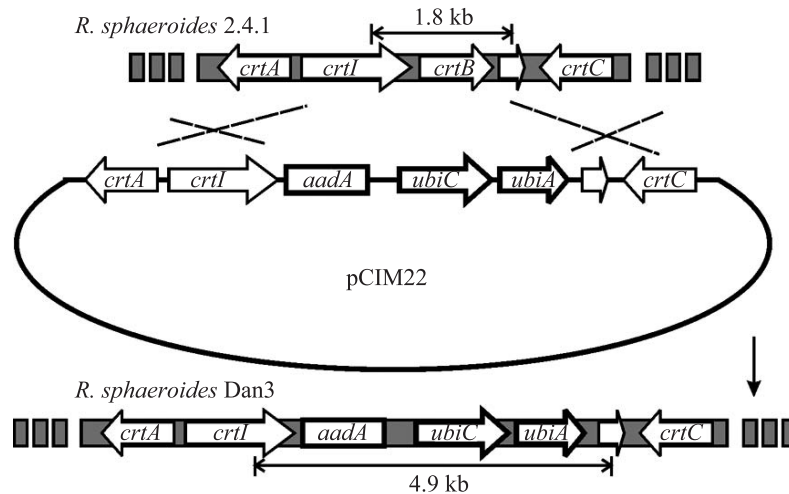 R. sphaeroides 2.4.1
1.8 kb
crtA crtI crtB crtC
crtA crtI aadA ubiC ubiA crtC
pCIM22
R. sphaeroides Dan3
crtA crtI aadA ubiC ubiA crtC
4.9 kb